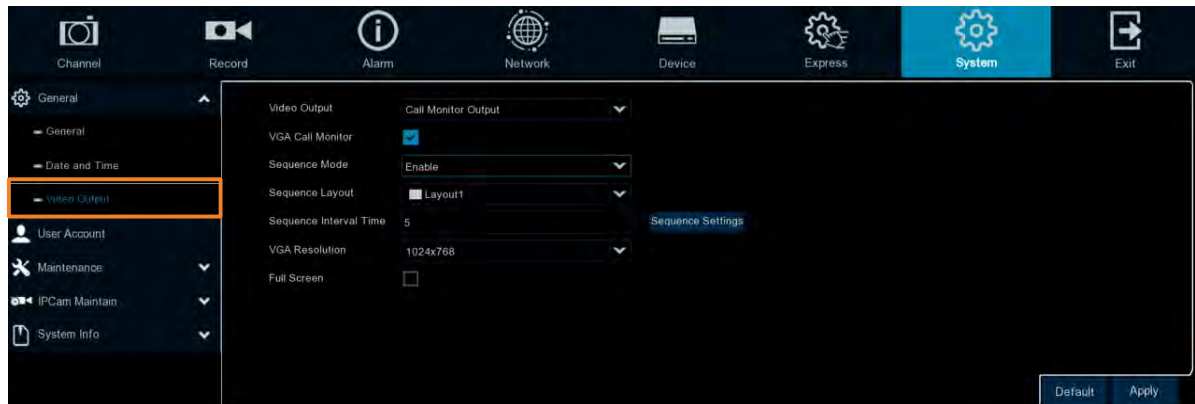 Channel
Record
Alarm
Network
Device
Express
System
Exit
General
General
Date and Time
Video Output
User Account
Maintenance
IPCam Maintain
System Info
Video Output Call Monitor Output
VGA Call Monitor
Sequence Mode Enable
Sequence Layout Layout1
Sequence Interval Time 5 Sequence Settings
VGA Resolution 1024x768
Full Screen
Default Apply